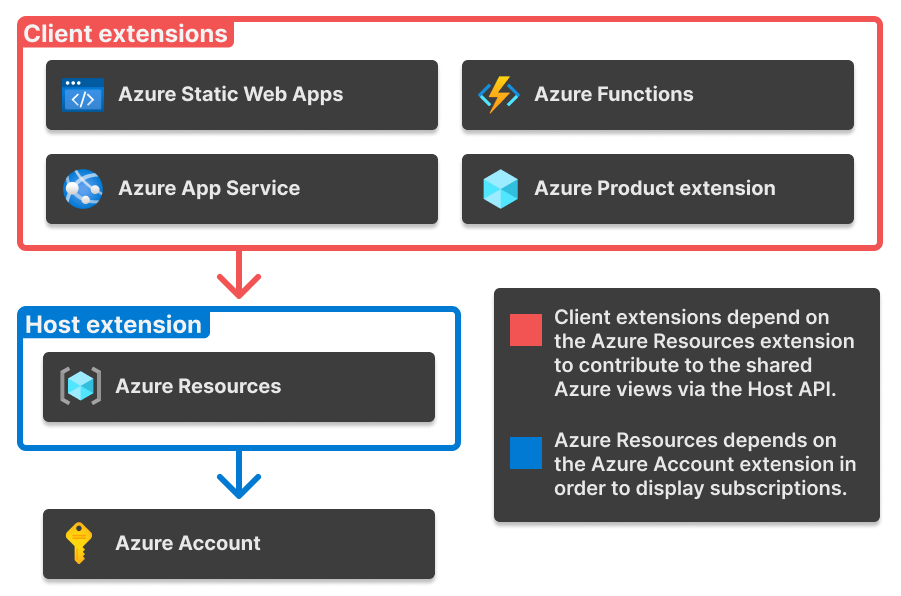 Client extensions
Azure Static Web Apps
Azure Functions
Azure App Service
Azure Product extension
Host extension
Azure Resources
Azure Account
Client extensions depend on
the Azure Resources extension
to contribute to the shared
Azure views via the Host API.
Azure Resources depends on
the Azure Account extension in
order to display subscriptions.